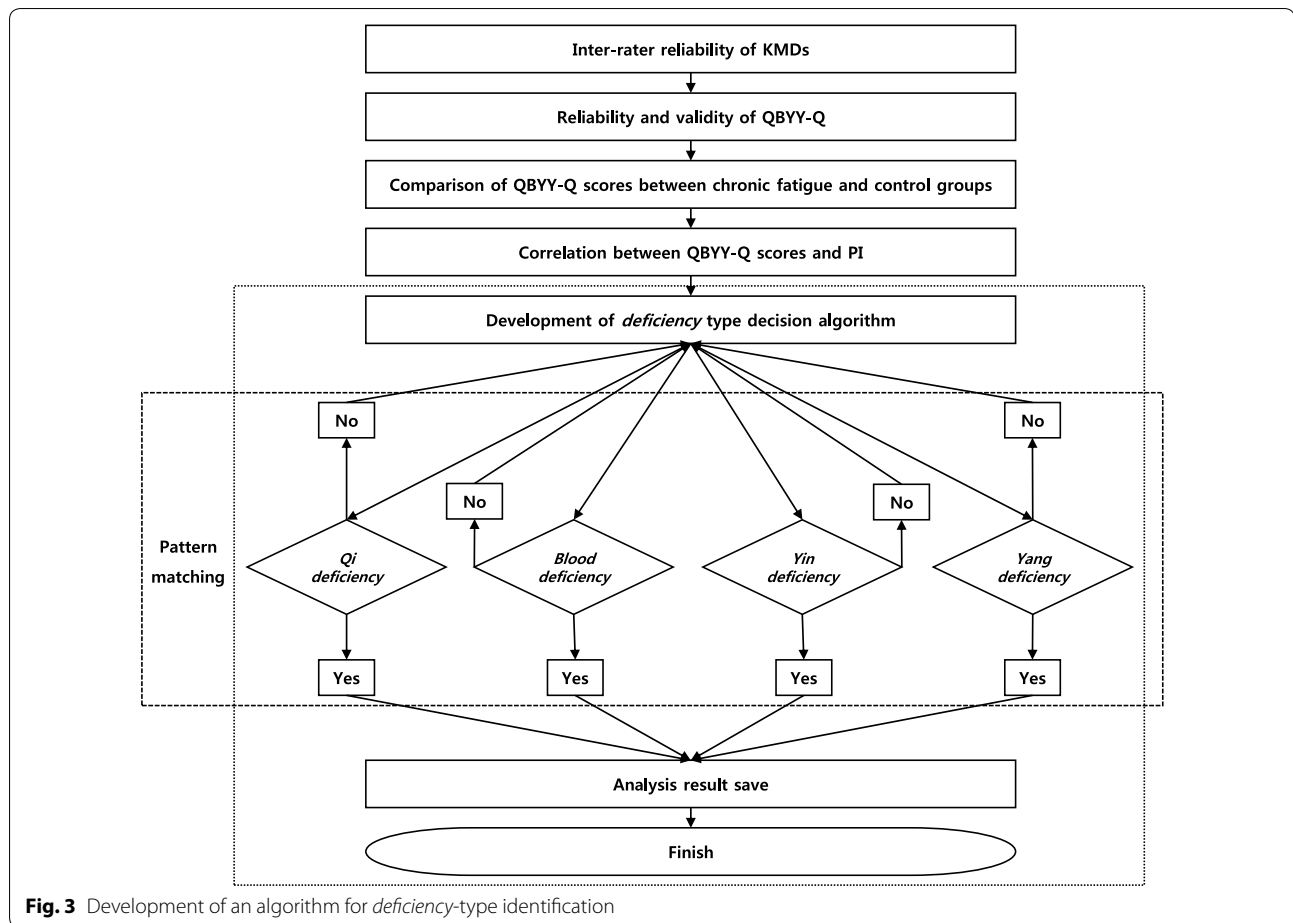 Inter-rater reliability of KMDs
Reliability and validity of QBYY-Q
Comparison of QBYY-Q scores between chronic fatigue and control groups
Correlation between QBYY-Q scores and PI
Development of deficiency type decision algorithm
No
No
No
No
Pattern
matching
Qi
deficiency
Blood
deficiency
Yin
deficiency
Yang
deficiency
Yes
Yes
Yes
Yes
Analysis result save
Finish
Fig. 3 Development of an algorithm for deficiency-type identification